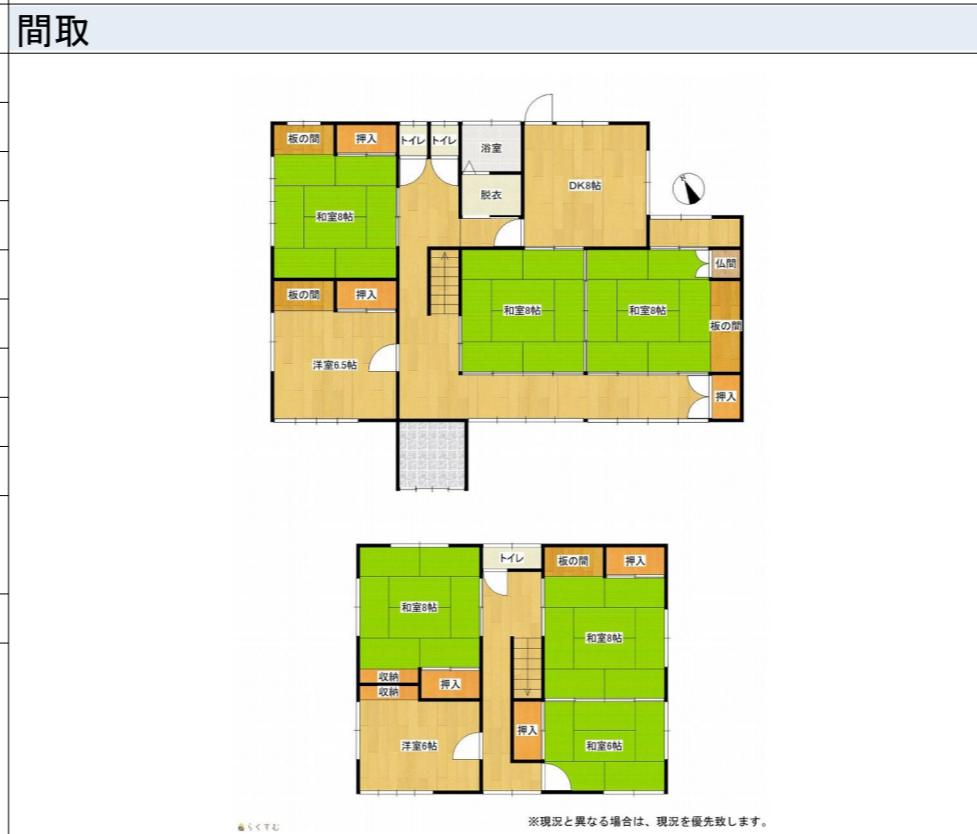 間取
板の間 押入 トイレ トイレ 浴室
DK8帖
脱衣
和室8帖
仏間
板の間 押入
和室8帖 和室8帖
板の間
洋室6.5帖
押入
トイレ 板の間 押入
和室8帖
和室8帖
収納
押入
収納
押入
洋室6帖 和室6帖
らくすむ
※現況と異なる場合は、現況を優先致します。